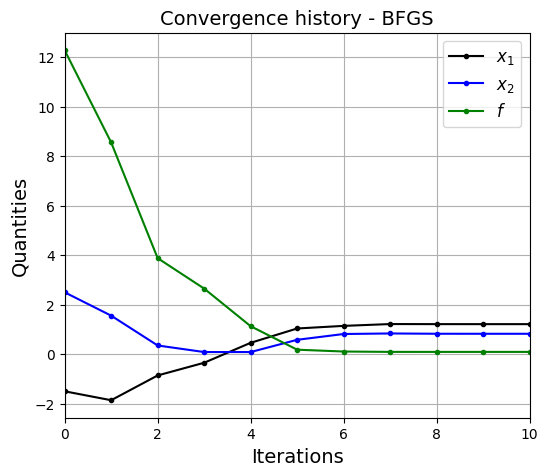 Convergence history - BFGS
x₁
x₂
f
12
10
8
6
4
2
0
−2
Quantities
0 2 4 6 8 10
Iterations